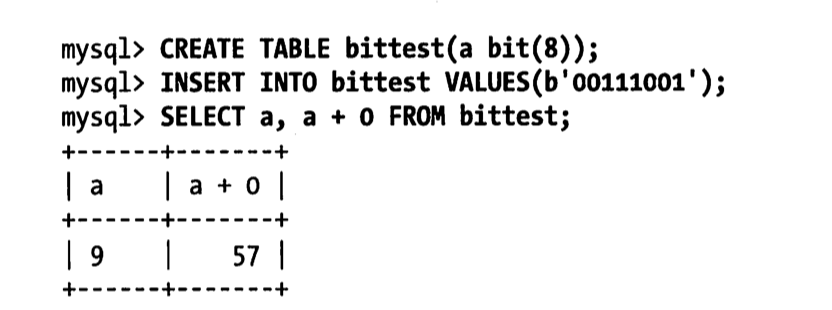 mysql> CREATE TABLE bittest(a bit(8));
mysql> INSERT INTO bittest VALUES(b'00111001');
mysql> SELECT a, a + 0 FROM bittest;
+------+-------+
| a    | a + 0 |
+------+-------+
| 9    |    57 |
+------+-------+